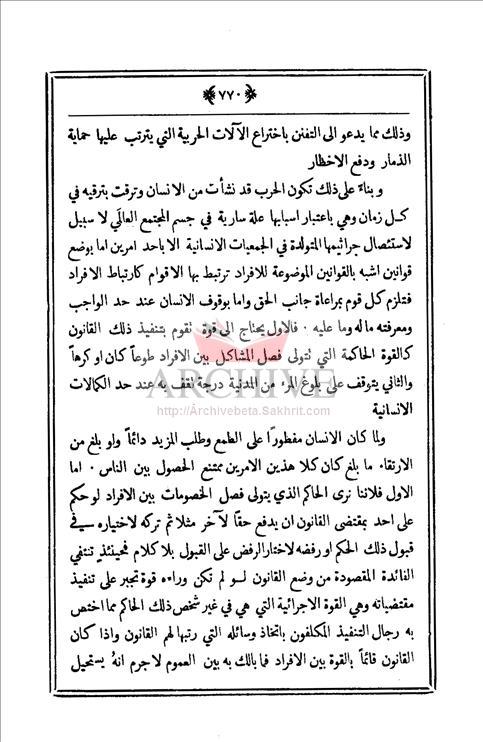 ﴿٧٧٠﴾
وذلك مما يدعو الى التفنن باختراع الآلات الحربية التي يترتب عليها حماية
الذمار ودفع الاخطار
وبناءً على ذلك تكون الحرب قد نشأت من الانسان وترقت بترقيه في
كل زمان وهي باعتبار اسبابها علة سارية في جسم المجتمع العالي لا سبيل
لاستئصال جراثيمها المتولدة في الجمعيات الانسانية الا باحد امرين اما بوضع
قوانين اشبه بالقوانين الموضوعة للافراد ترتبط بها الاقوام كارتباط الافراد
فتلزم كل قوم بمراعاة جانب الحق واما بوقوف الانسان عند حد الواجب
ومعرفته ما له وما عليه ٠ فالاول يحتاج الى قوة تقوم بتنفيذ ذلك القانون
كالقوة الحاكمة التي تتولى فصل المشاكل بين الافراد طوعاً كان او كرهاً
والثاني يتوقف على بلوغ المرء من المدنية درجة تقف به عند حد الكمالات
ARCHIVE
http://Archivebeta.Sakhrit.com
الانسانية
ولما كان الانسان مفطورًا على الطمع وطلب المزيد دائماً ولو بلغ من
الارتقاء ما بلغ كان كلا هذين الامرين ممتنع الحصول بين الناس ٠ اما
الاول فلاننا نرى الحاكم الذي يتولى فصل الخصومات بين الافراد لو حكم
على احد بمقتضى القانون ان يدفع حقاً لآخر مثلا ثم تركه لاختياره في
قبول ذلك الحكم او رفضه لاختار الرفض على القبول بلا كلام فحينئذٍ تنتفي
الفائدة المقصودة من وضع القانون لو لم تكن وراءه قوة تجبر على تنفيذ
مقتضياته وهي القوة الاجرائية التي هي في غير شخص ذلك الحاكم مما اختص
به رجال التنفيذ المكلفون باتخاذ وسائله التي رتبها لهم القانون واذا كان
القانون قائماً بالقوة بين الافراد فما بالك به بين العموم لا جرم انهُ يستحيل